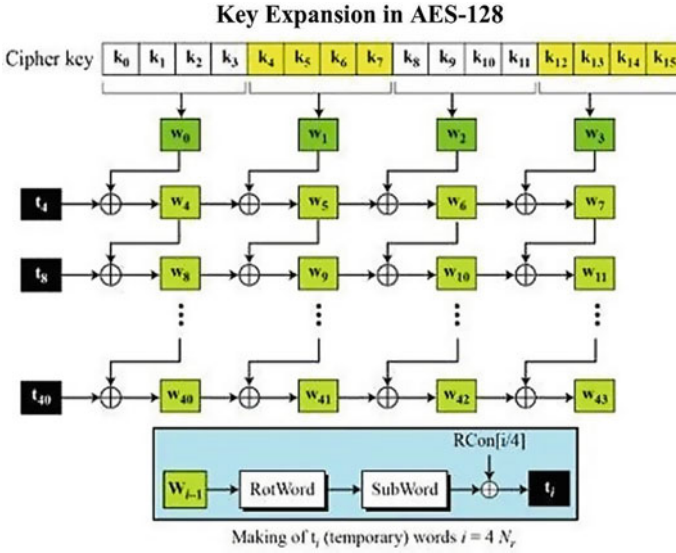 Key Expansion in AES-128
Cipher key k₀ k₁ k₂ k₃ k₄ k₅ k₆ k₇ k₈ k₉ k₁₀ k₁₁ k₁₂ k₁₃ k₁₄ k₁₅
w₀ w₁ w₂ w₃
t₄ w₄ w₅ w₆ w₇
t₈ w₈ w₉ w₁₀ w₁₁
t₄₀ w₄₀ w₄₁ w₄₂ w₄₃
RCon[i/4]
Wᵢ₋₁ RotWord SubWord tᵢ
Making of tᵢ (temporary) words i = 4 Nᵣ